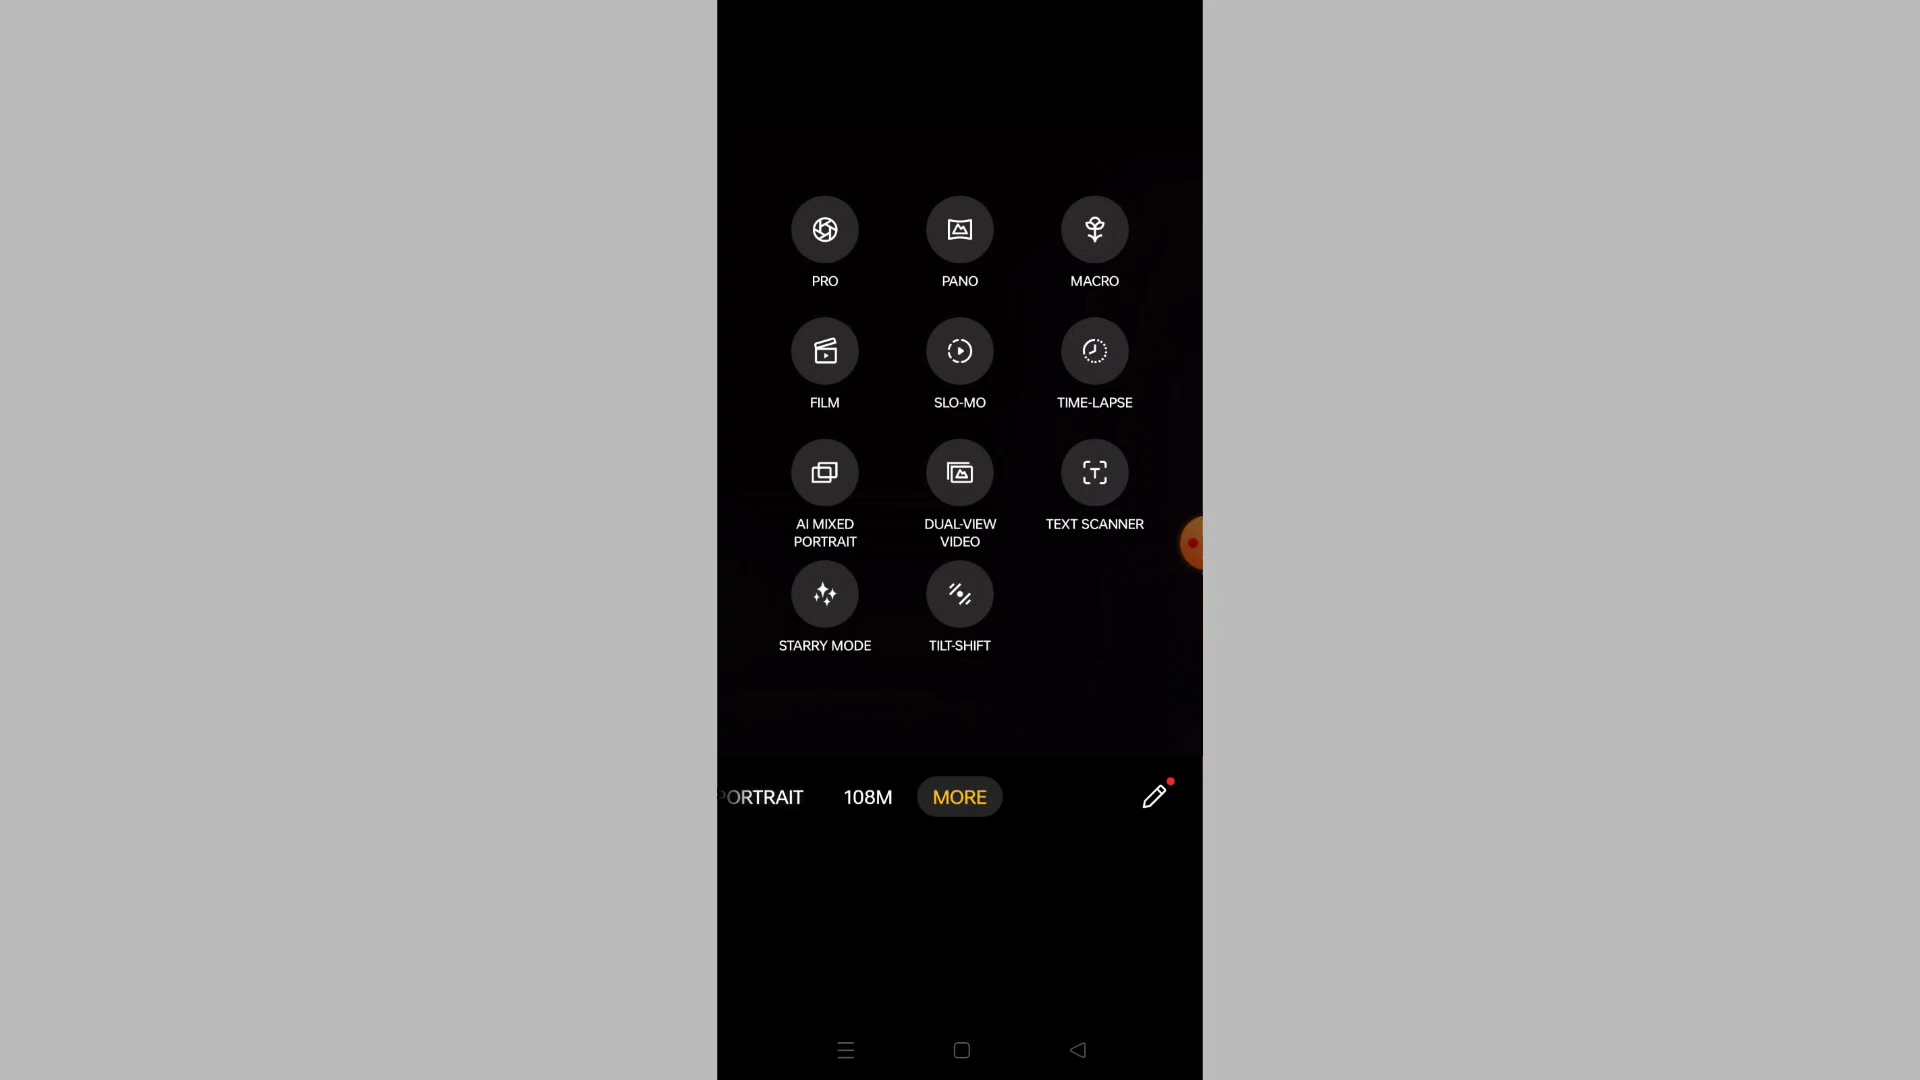 PRO
PANO
MACRO
FILM
SLO-MO
TIME-LAPSE
AI MIXED
PORTRAIT
DUAL-VIEW
VIDEO
TEXT SCANNER
STARRY MODE
TILT-SHIFT
PORTRAIT
108M
MORE